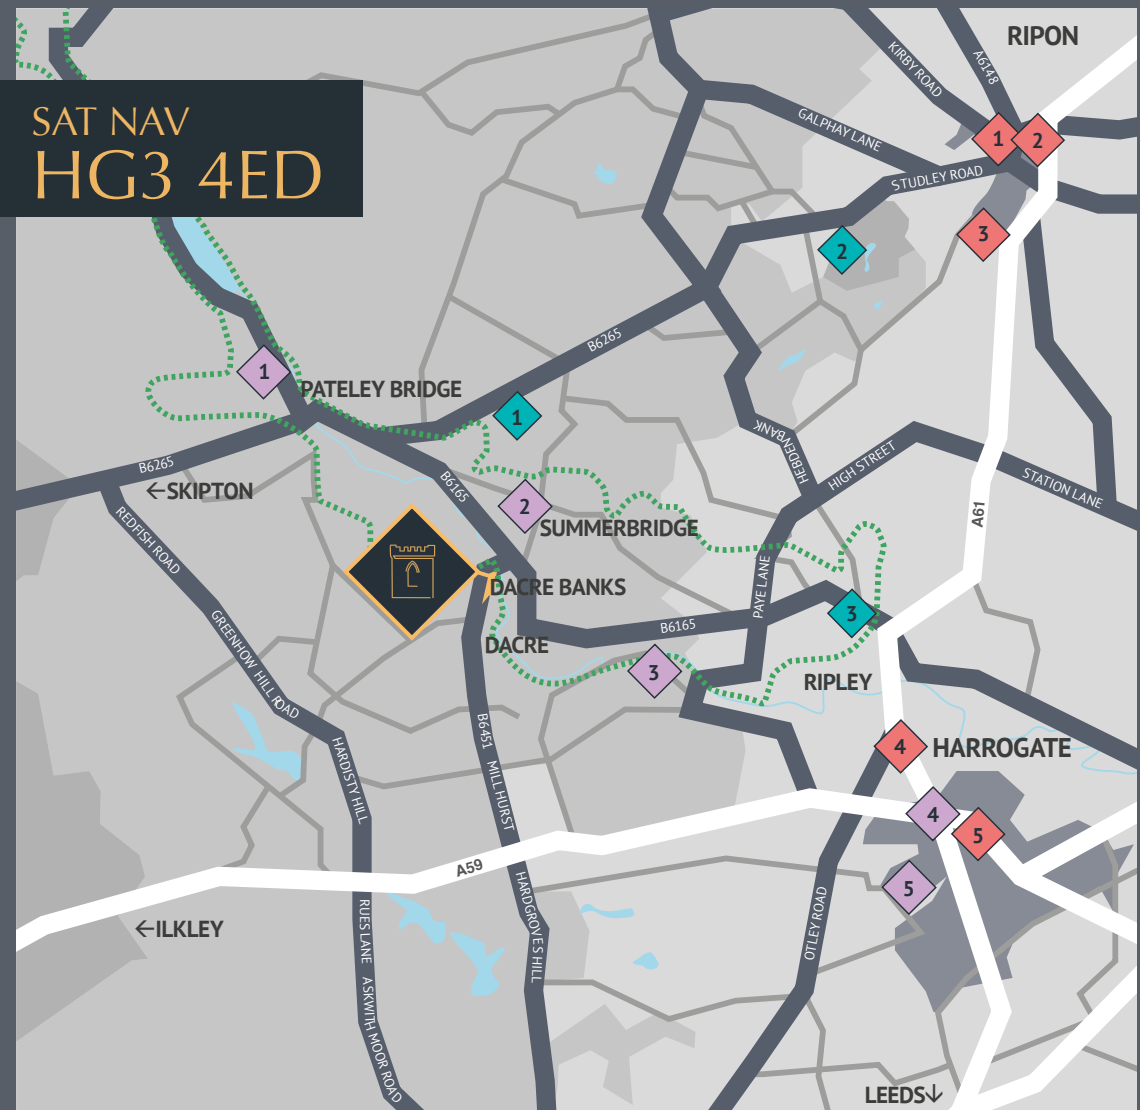 RIPON
KIRBY ROAD
A6148
SAT NAV
HG3 4ED
GALPHAY LANE
1
2
STUDLEY ROAD
3
2
B6265
1
PATELEY BRIDGE
1
HEBDENBANK
HIGH STREET
B6265
←SKIPTON
B6165
STATION LANE
2
SUMMERBRIDGE
A61
REDFISH ROAD
DACRE BANKS
PAYE LANE
3
B6165
DACRE
GREENHOW HILL ROAD
3
RIPLEY
B6451
MILL HURST
4
HARROGATE
HARDISTY HILL
4
5
A59
5
HARDGROVES HILL
OTLEY ROAD
←ILKLEY
RUES LANE
ASKWITH MOOR ROAD
LEEDS↓